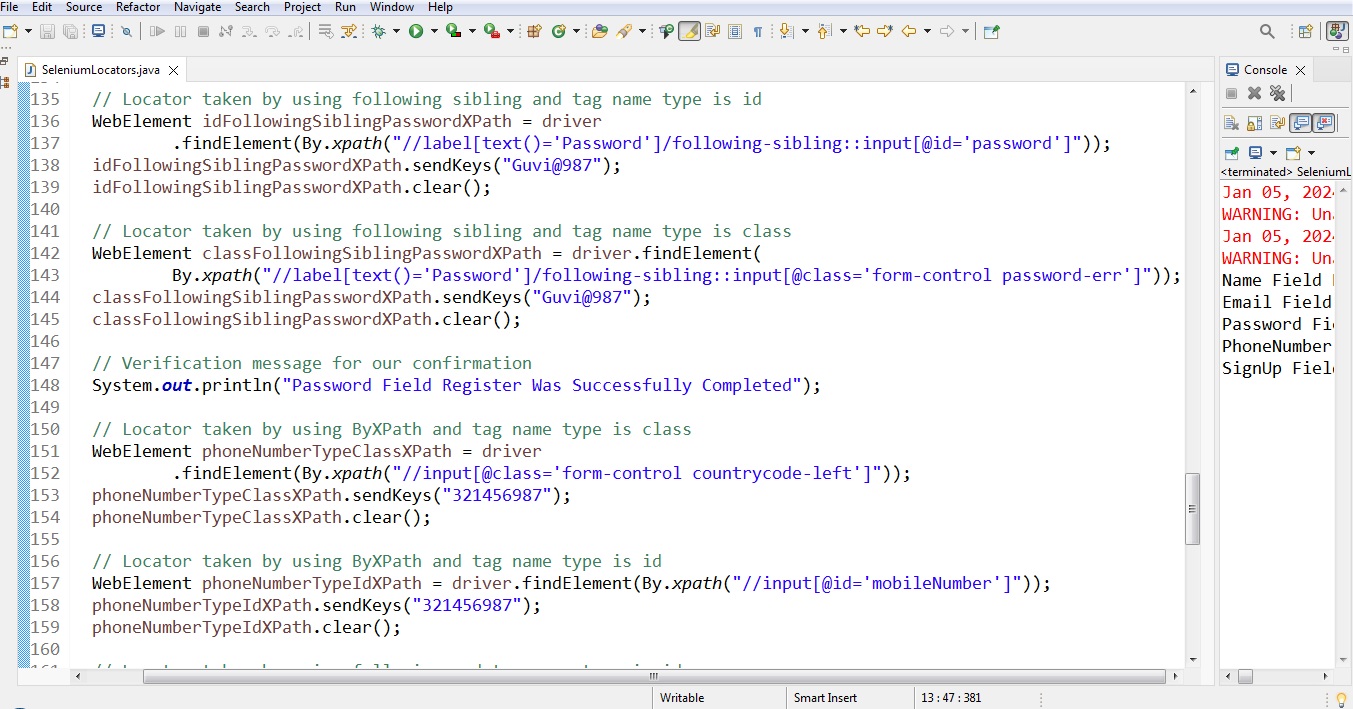 File Edit Source Refactor Navigate Search Project Run Window Help
SeleniumLocators.java
135 // Locator taken by using following sibling and tag name type is id
136 WebElement idFollowingSiblingPasswordXPath = driver
137 .findElement(By.xpath("//label[text()='Password']/following-sibling::input[@id='password']"));
138 idFollowingSiblingPasswordXPath.sendKeys("Guvi@987");
139 idFollowingSiblingPasswordXPath.clear();
140
141 // Locator taken by using following sibling and tag name type is class
142 WebElement classFollowingSiblingPasswordXPath = driver.findElement(
143 By.xpath("//label[text()='Password']/following-sibling::input[@class='form-control password-err']"));
144 classFollowingSiblingPasswordXPath.sendKeys("Guvi@987");
145 classFollowingSiblingPasswordXPath.clear();
146
147 // Verification message for our confirmation
148 System.out.println("Password Field Register Was Successfully Completed");
149
150 // Locator taken by using ByXPath and tag name type is class
151 WebElement phoneNumberTypeClassXPath = driver
152 .findElement(By.xpath("//input[@class='form-control countrycode-left']"));
153 phoneNumberTypeClassXPath.sendKeys("321456987");
154 phoneNumberTypeClassXPath.clear();
155
156 // Locator taken by using ByXPath and tag name type is id
157 WebElement phoneNumberTypeIdXPath = driver.findElement(By.xpath("//input[@id='mobileNumber']"));
158 phoneNumberTypeIdXPath.sendKeys("321456987");
159 phoneNumberTypeIdXPath.clear();
160
Console
<terminated> SeleniumL
Jan 05, 202
WARNING: Un
Jan 05, 202
WARNING: Un
Name Field
Email Field
Password Fi
PhoneNumber
SignUp Fiel
Writable Smart Insert 13 : 47 : 381